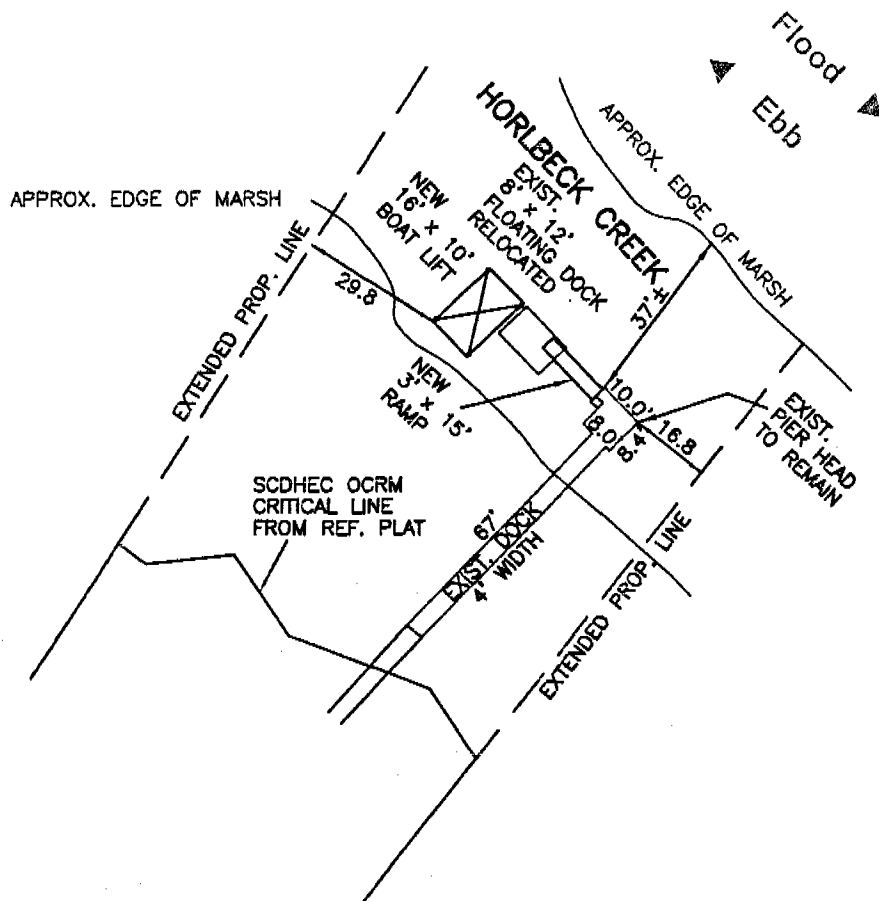 Flood
Ebb
APPROX. EDGE OF MARSH
HORLBECK CREEK
EXIST.
8' × 12'
FLOATING DOCK
RELOCATED
NEW
16' × 10'
BOAT LIFT
APPROX. EDGE OF MARSH
EXTENDED PROP. LINE
29.8
37'±
NEW
3' × 15'
RAMP
10.0'
8.0'
8.4'
16.8
EXIST.
PIER HEAD
TO REMAIN
SCDHEC OCRM
CRITICAL LINE
FROM REF. PLAT
67'
EXIST. DOCK
4' WIDTH
EXTENDED PROP. LINE